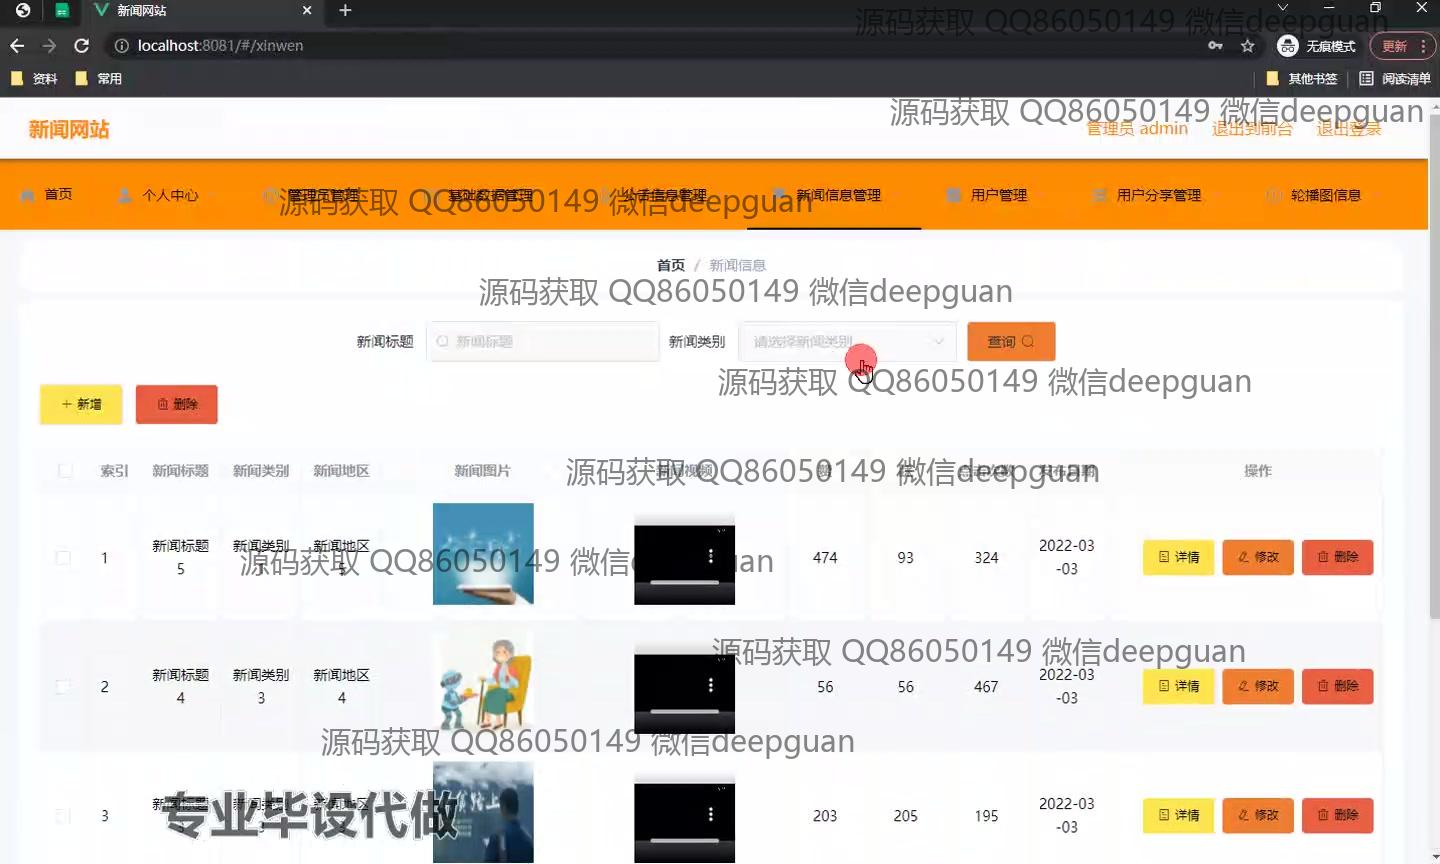 新闻网站
源码获取 QQ86050149 微信deepguan
localhost:8081/#/xinwen
无痕模式
更新
资料
常用
其他书签
阅读清单
源码获取 QQ86050149 微信deepguan
新闻网站
管理员 admin
退出到前台
退出登录
首页
个人中心
管理员管理
基础数据管理
公告信息管理
新闻信息管理
用户管理
用户分享管理
轮播图信息
源码获取 QQ86050149 微信deepguan
首页 / 新闻信息
源码获取 QQ86050149 微信deepguan
新闻标题
新闻标题
新闻类别
请选择新闻类别
查询
源码获取 QQ86050149 微信deepguan
+ 新增
删除
索引 新闻标题 新闻类别 新闻地区 新闻图片 新闻视频 发布日期 操作
源码获取 QQ86050149 微信deepguan
1 新闻标题5 新闻类别 新闻地区5 474 93 324 2022-03-03 详情 修改 删除
源码获取 QQ86050149 微信deepguan
2 新闻标题4 新闻类别3 新闻地区4 56 56 467 2022-03-03 详情 修改 删除
源码获取 QQ86050149 微信deepguan
源码获取 QQ86050149 微信deepguan
3 新闻标题 新闻类别 新闻地区 203 205 195 2022-03-03 详情 修改 删除
专业毕设代做